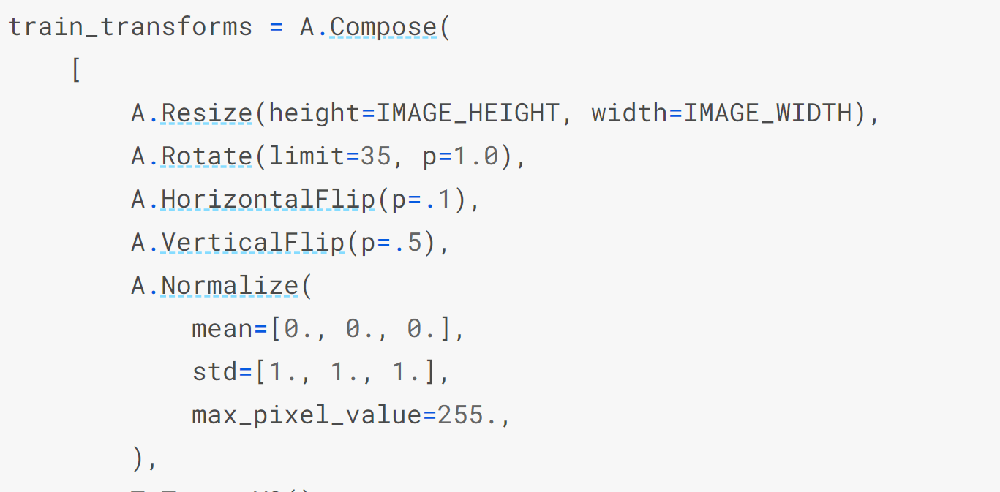 train_transforms = A.Compose(
[
A.Resize(height=IMAGE_HEIGHT, width=IMAGE_WIDTH),
A.Rotate(limit=35, p=1.0),
A.HorizontalFlip(p=.1),
A.VerticalFlip(p=.5),
A.Normalize(
mean=[0., 0., 0.],
std=[1., 1., 1.],
max_pixel_value=255.,
),